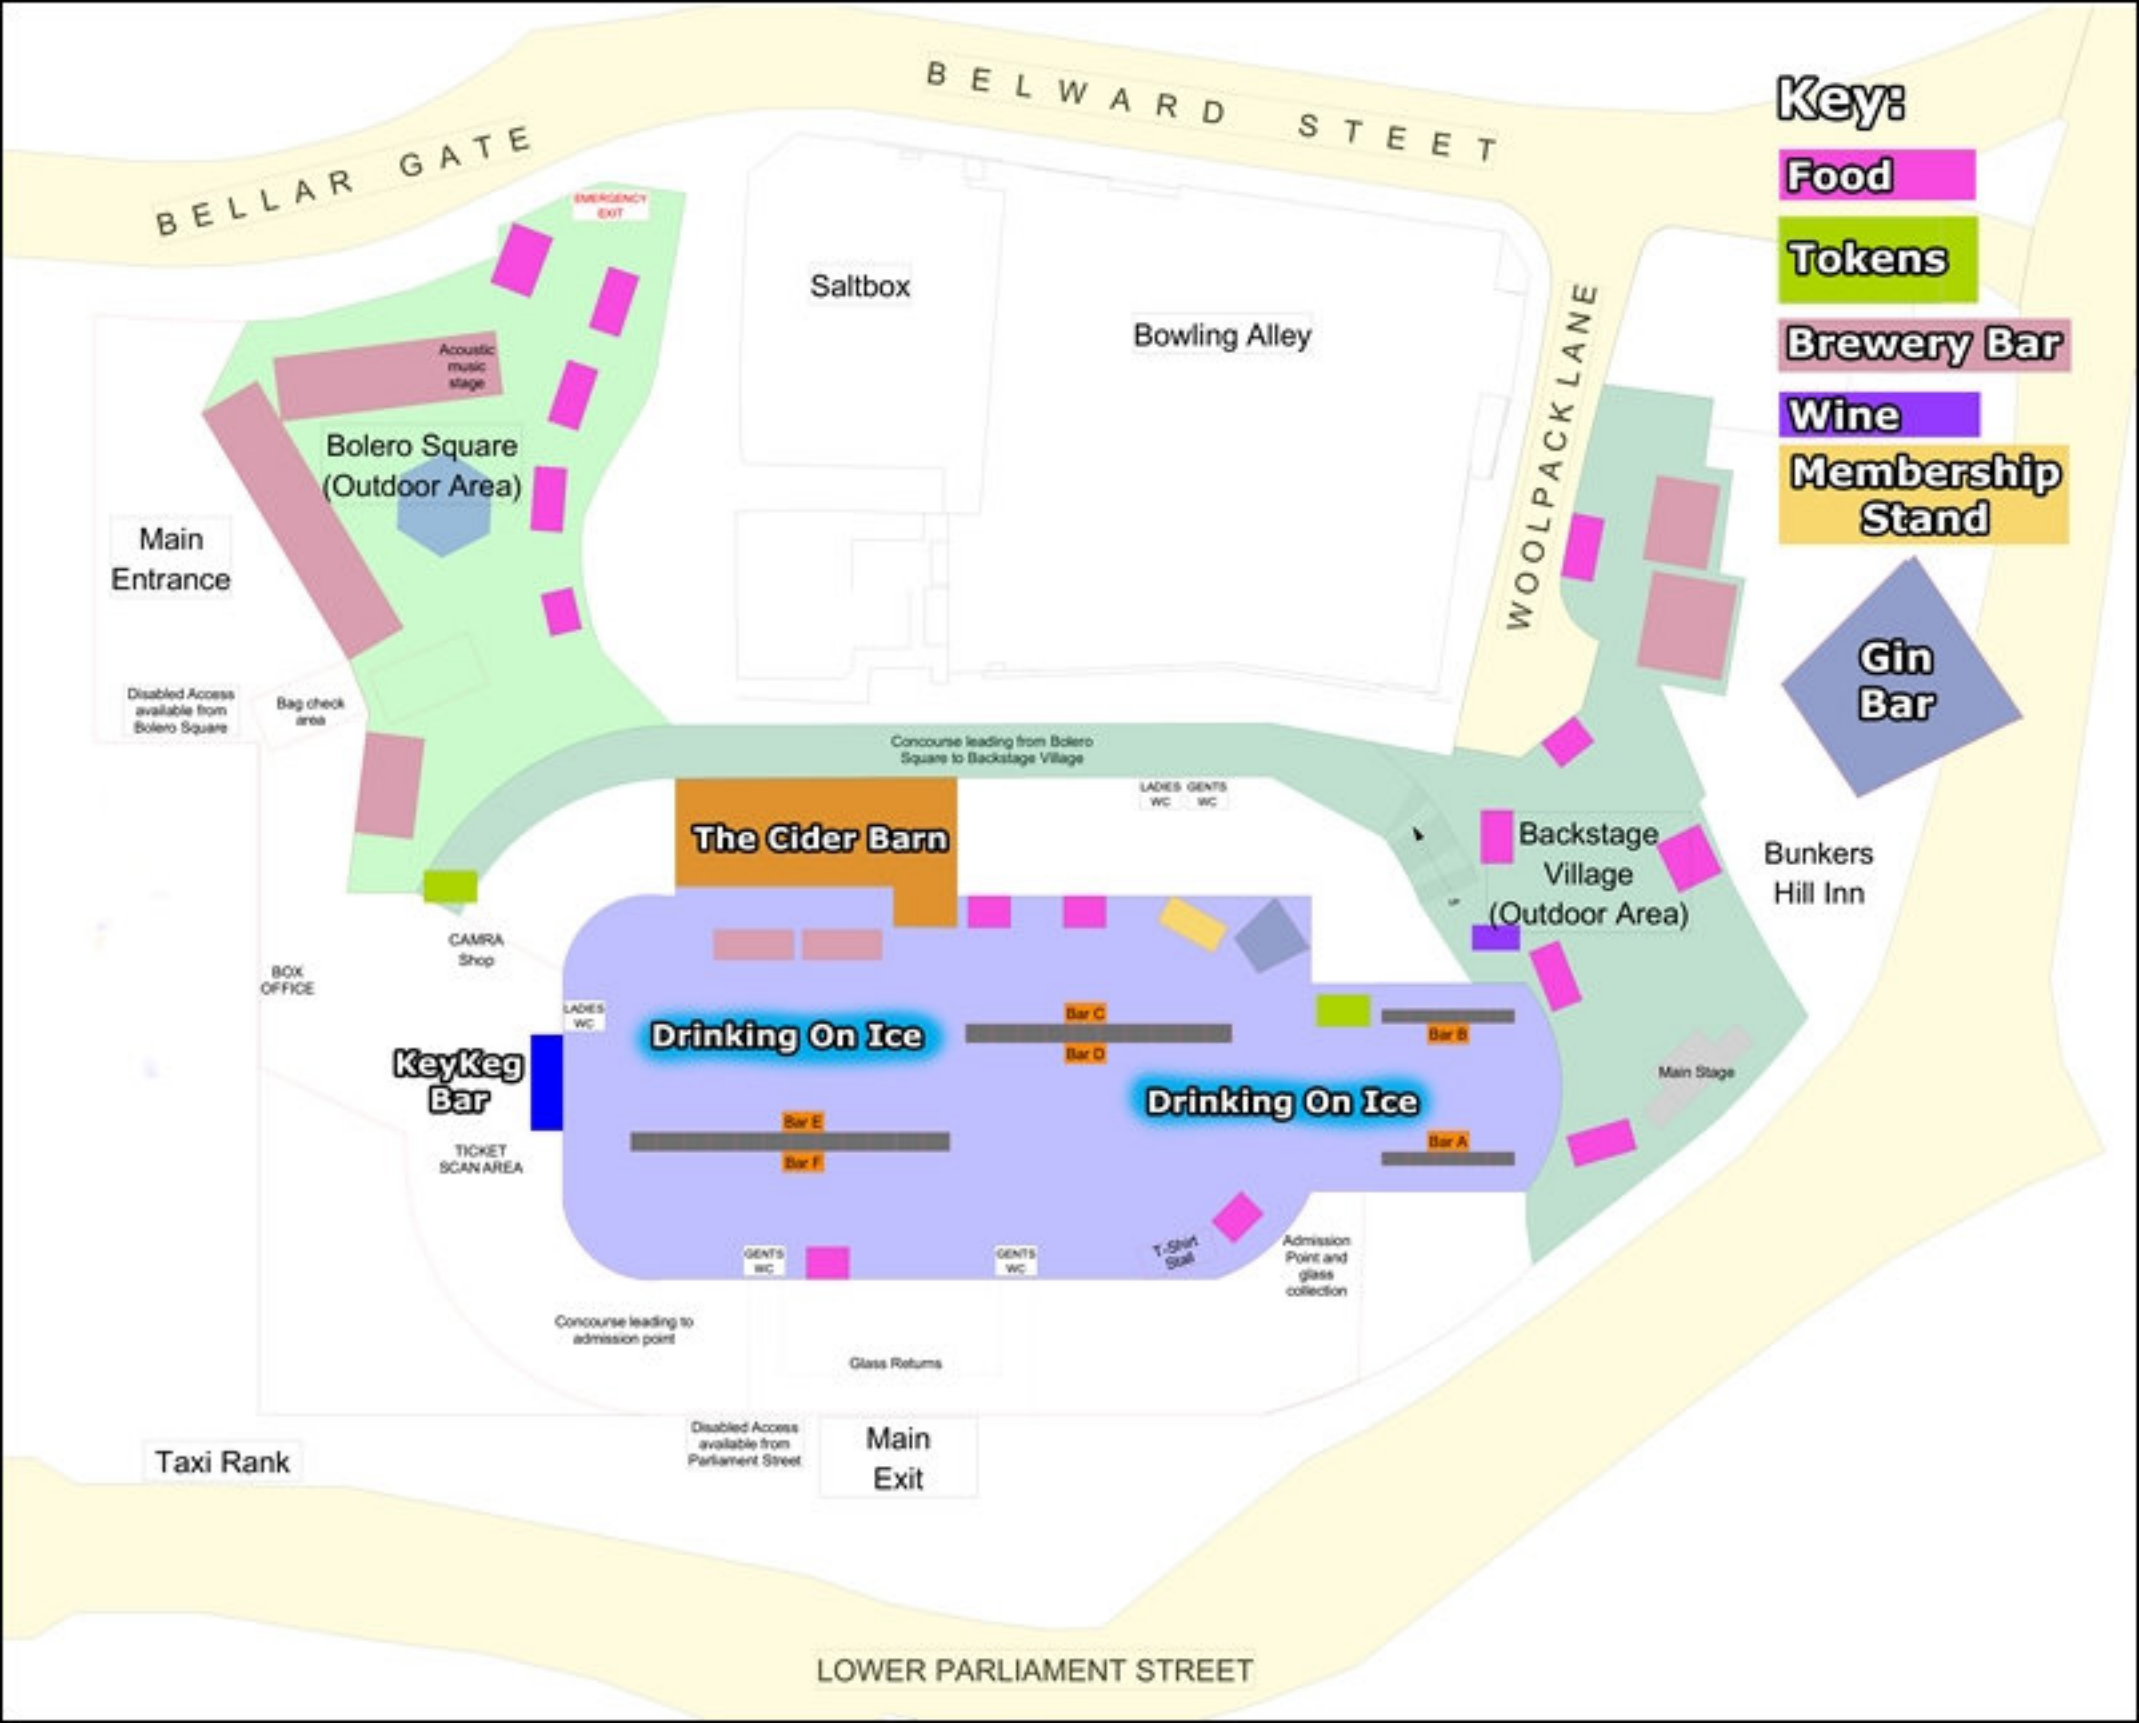 BELWARD STEET
BELLAR GATE
Key:
Food
Tokens
Brewery Bar
Wine
Membership
Stand
Gin
Bar
EMERGENCY
EXIT
Saltbox
Bowling Alley
WOOLPACK LANE
Acoustic
music
stage
Bolero Square
(Outdoor Area)
Main
Entrance
Disabled Access
available from
Bolero Square
Bag check
area
Concourse leading from Bolero
Square to Backstage Village
LADIES
WC
GENTS
WC
The Cider Barn
Backstage
Village
(Outdoor Area)
UP
Bunkers
Hill Inn
CAMRA
Shop
BOX
OFFICE
LADIES
WC
Drinking On Ice
Bar C
Bar D
Bar B
KeyKeg
Bar
Drinking On Ice
Main Stage
Bar E
Bar F
Bar A
TICKET
SCAN AREA
GENTS
WC
GENTS
WC
T-Shirt
Stall
Admission
Point and
glass
collection
Concourse leading to
admission point
Glass Returns
Disabled Access
available from
Parliament Street
Main
Exit
Taxi Rank
LOWER PARLIAMENT STREET